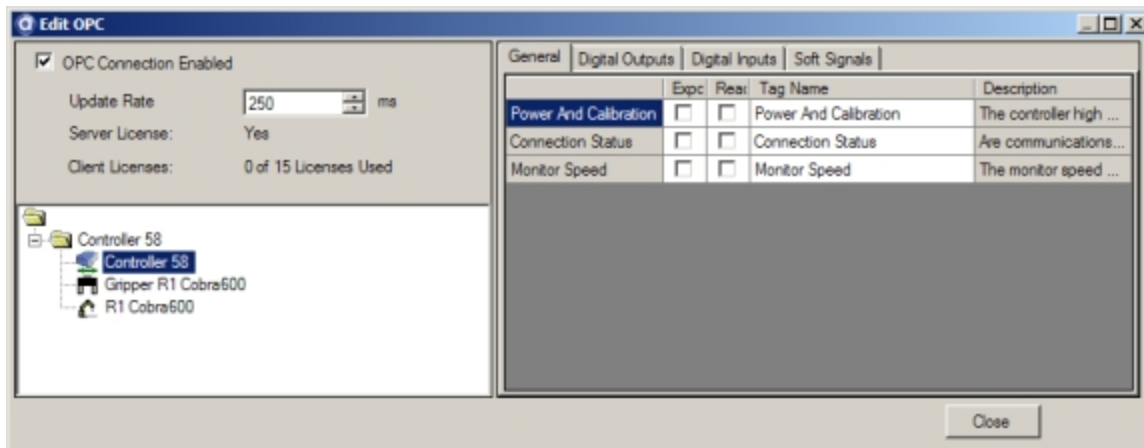 Edit OPC
OPC Connection Enabled
Update Rate 250 ms
Server License: Yes
Client Licenses: 0 of 15 Licenses Used
Controller 58
Controller 58
Gripper R1 Cobra600
R1 Cobra600
General Digital Outputs Digital Inputs Soft Signals
Expc Read Tag Name Description
Power And Calibration Power And Calibration The controller high ...
Connection Status Connection Status Are communications...
Monitor Speed Monitor Speed The monitor speed ...
Close